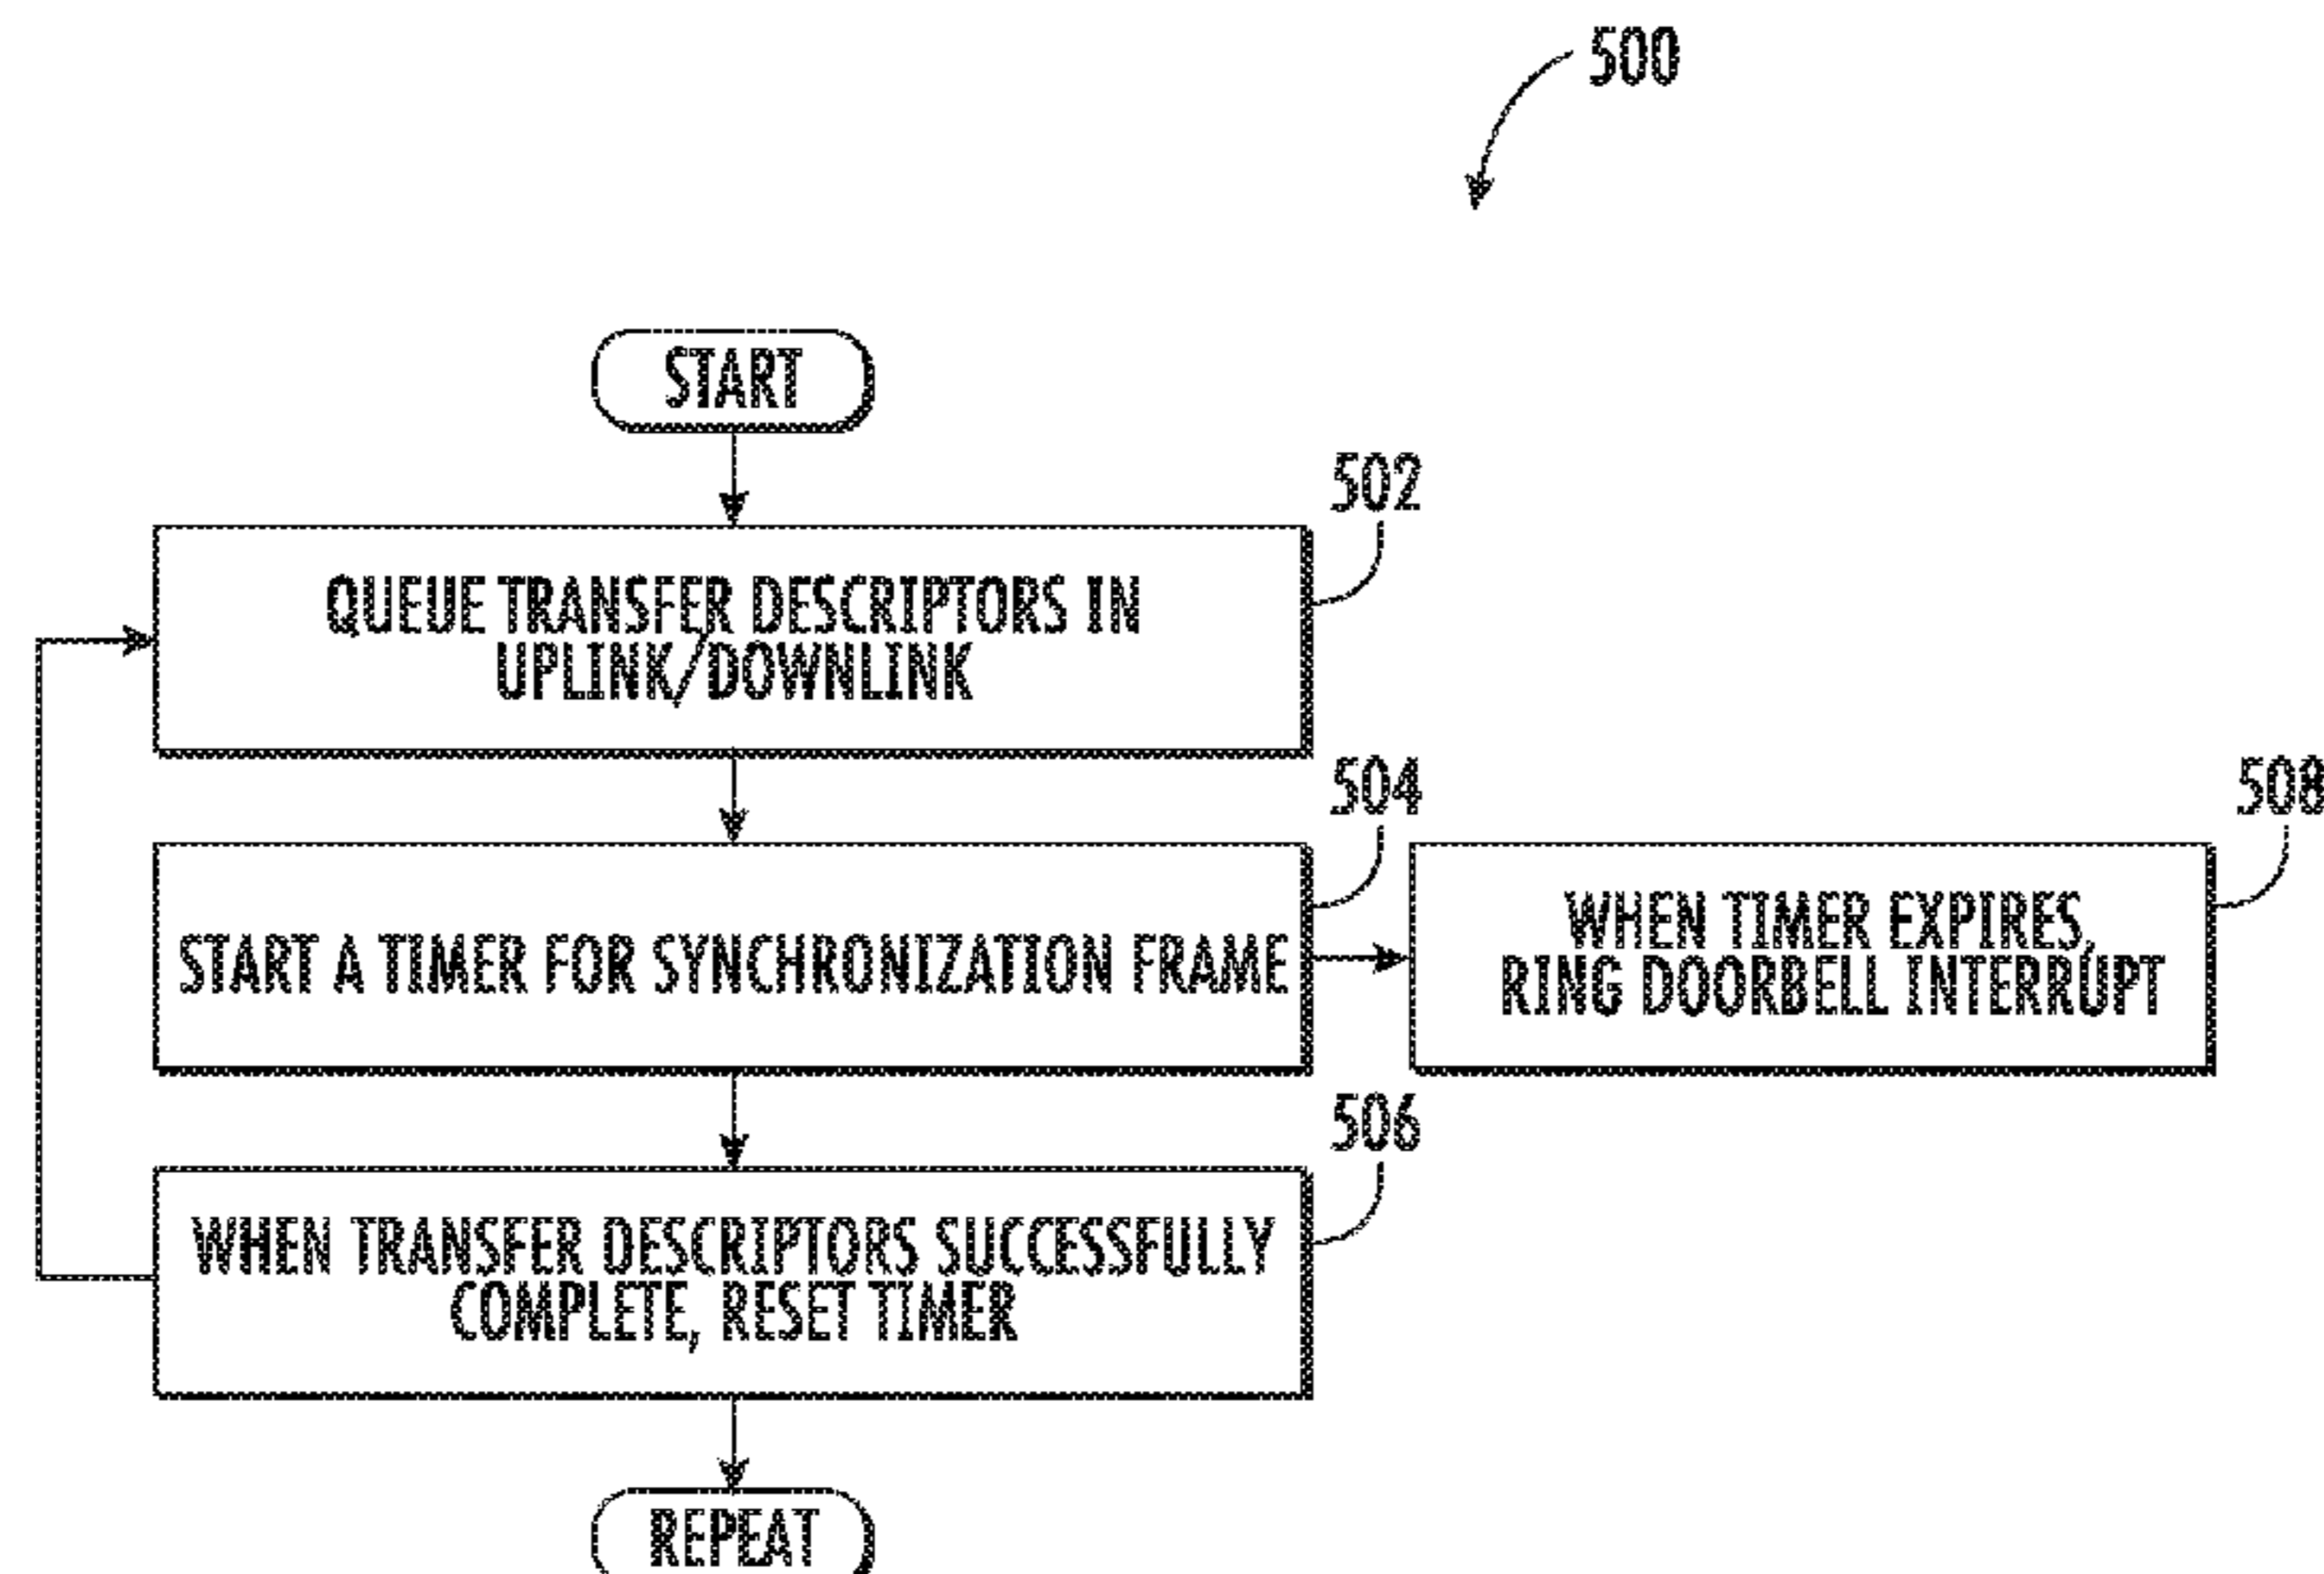 500
START
502
QUEUE TRANSFER DESCRIPTORS IN
UPLINK/DOWNLINK
504
START A TIMER FOR SYNCHRONIZATION FRAME
508
WHEN TIMER EXPIRES,
RING DOORBELL INTERRUPT
506
WHEN TRANSFER DESCRIPTORS SUCCESSFULLY
COMPLETE, RESET TIMER
REPEAT